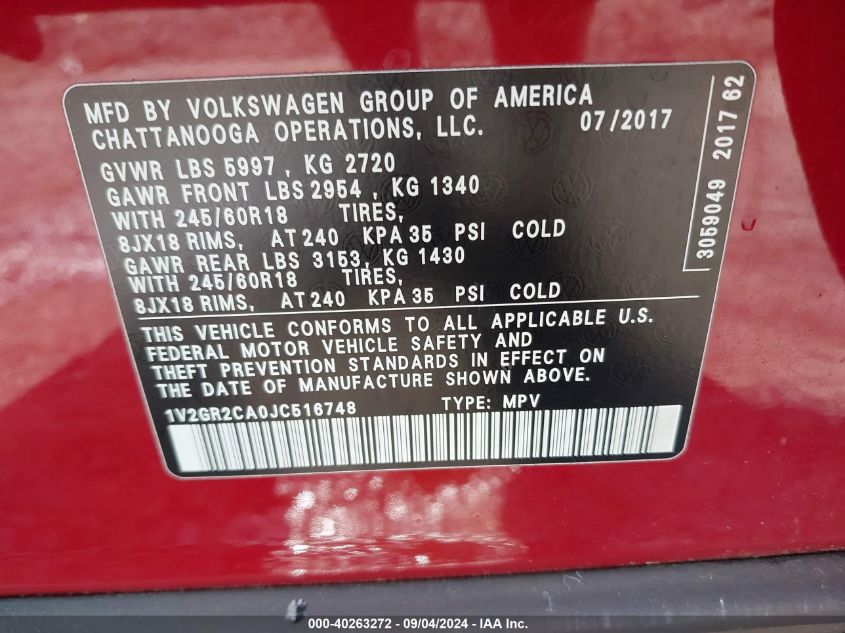 MFD BY VOLKSWAGEN GROUP OF AMERICA
CHATTANOOGA OPERATIONS, LLC. 07/2017
GVWR LBS 5997 , KG 2720
GAWR FRONT LBS 2954 , KG 1340
WITH 245/60R18 TIRES,
8JX18 RIMS, AT 240 KPA 35 PSI COLD
GAWR REAR LBS 3153, KG 1430
WITH 245/60R18 TIRES,
8JX18 RIMS, AT 240 KPA 35 PSI COLD
THIS VEHICLE CONFORMS TO ALL APPLICABLE U.S.
FEDERAL MOTOR VEHICLE SAFETY AND
THEFT PREVENTION STANDARDS IN EFFECT ON
THE DATE OF MANUFACTURE SHOWN ABOVE.
1V2GR2CA0JC516748 TYPE: MPV
3059049 2017 62
000-40263272 - 09/04/2024 - IAA Inc.